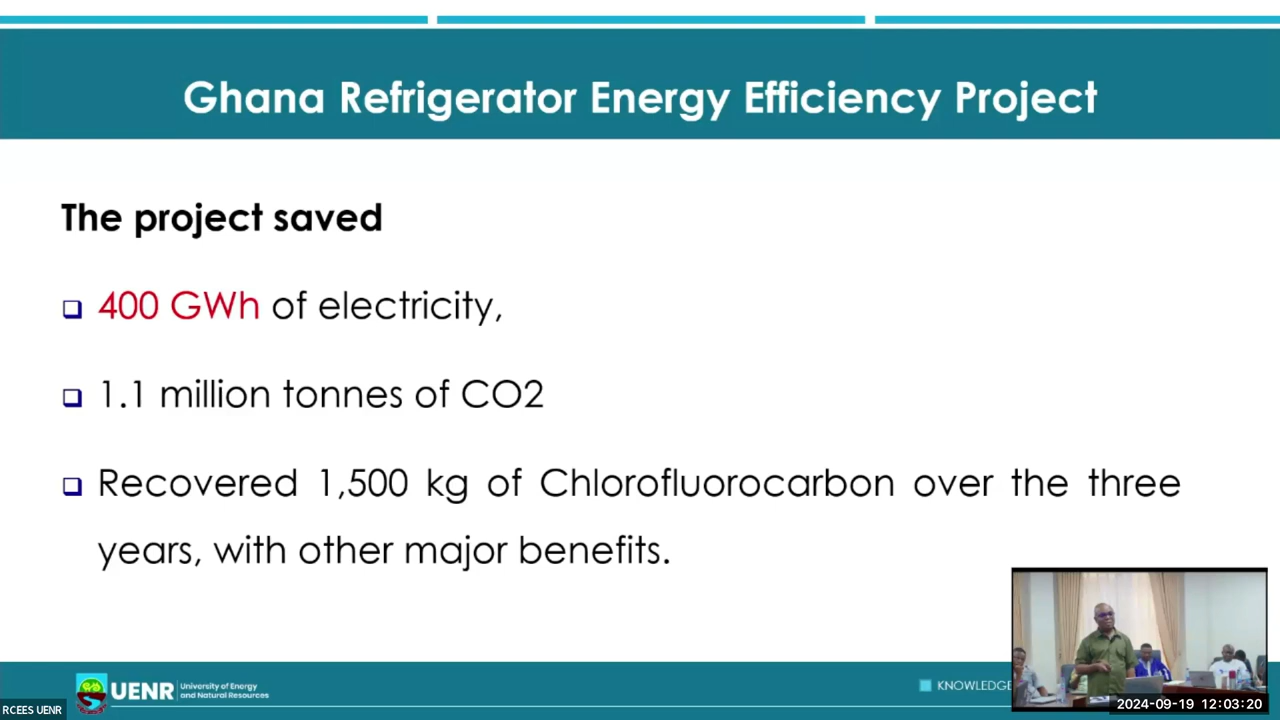 Ghana Refrigerator Energy Efficiency Project
The project saved
400 GWh of electricity,
1.1 million tonnes of CO2
Recovered 1,500 kg of Chlorofluorocarbon over the three
years, with other major benefits.
UENR University of Energy
and Natural Resources
KNOWLEDGE
RCEES UENR
2024-09-19 12:03:20